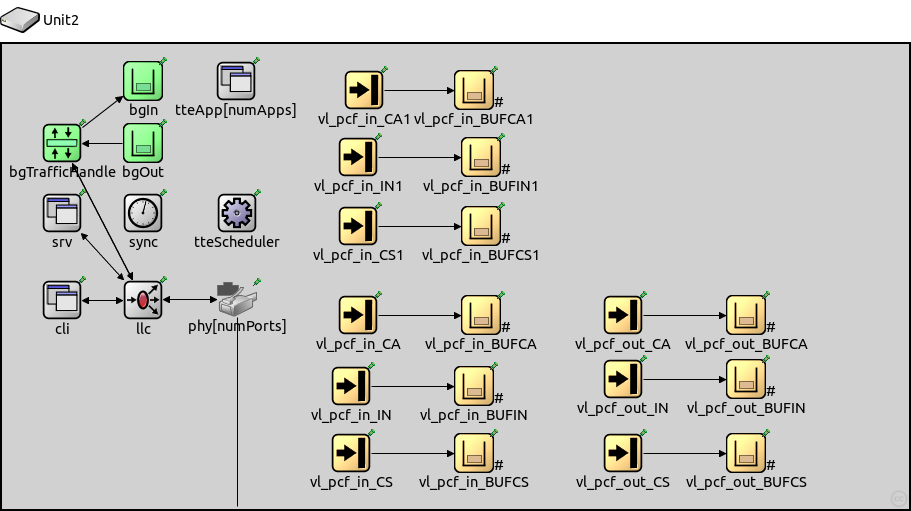 Unit2
bgIn
tteApp[numApps]
vl_pcf_in_CA1
#
vl_pcf_in_BUFCA1
bgTrafficHandle
bgOut
vl_pcf_in_IN1
#
vl_pcf_in_BUFIN1
srv
sync
tteScheduler
vl_pcf_in_CS1
#
vl_pcf_in_BUFCS1
cli
llc
phy[numPorts]
vl_pcf_in_CA
#
vl_pcf_in_BUFCA
vl_pcf_out_CA
#
vl_pcf_out_BUFCA
vl_pcf_in_IN
#
vl_pcf_in_BUFIN
vl_pcf_out_IN
#
vl_pcf_out_BUFIN
vl_pcf_in_CS
#
vl_pcf_in_BUFCS
vl_pcf_out_CS
#
vl_pcf_out_BUFCS
cc